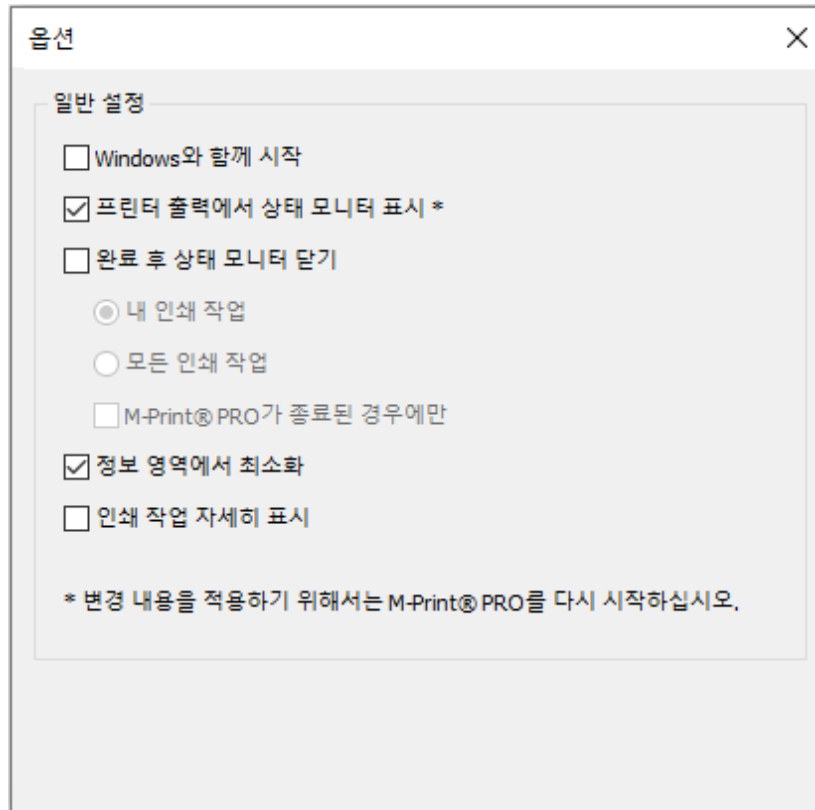 옵션
일반 설정
Windows와 함께 시작
프린터 출력에서 상태 모니터 표시 *
완료 후 상태 모니터 닫기
내 인쇄 작업
모든 인쇄 작업
M-Print® PRO가 종료된 경우에만
정보 영역에서 최소화
인쇄 작업 자세히 표시
* 변경 내용을 적용하기 위해서는 M-Print® PRO를 다시 시작하십시오.